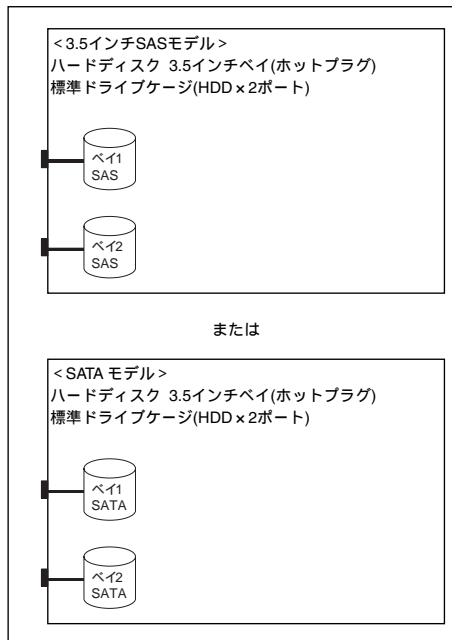 <3.5インチSASモデル>
ハードディスク 3.5インチベイ(ホットプラグ)
標準ドライブケージ(HDD×2ポート)
ベイ1
SAS
ベイ2
SAS
または
<SATA モデル>
ハードディスク 3.5インチベイ(ホットプラグ)
標準ドライブケージ(HDD×2ポート)
ベイ1
SATA
ベイ2
SATA